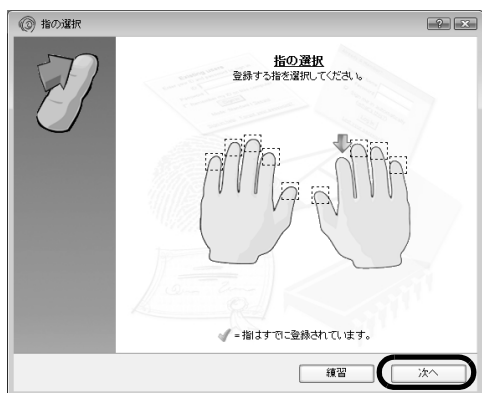 指の選択
指の選択
登録する指を選択してください。
= 指はすでに登録されています。
練習
次へ